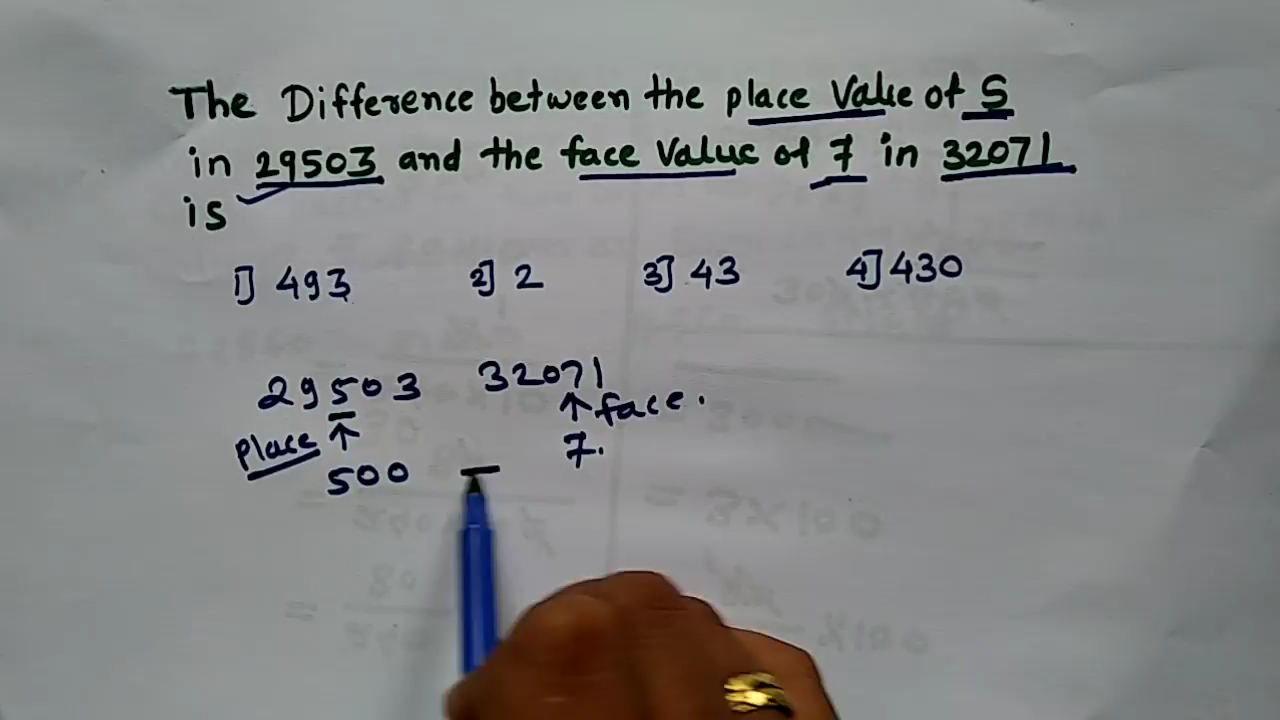 The Difference between the place Value of 5
in 29503 and the face Value of 7 in 32071
is
1] 493 2] 2 3] 43 4] 430
29503 32071
place face.
500 – 7.